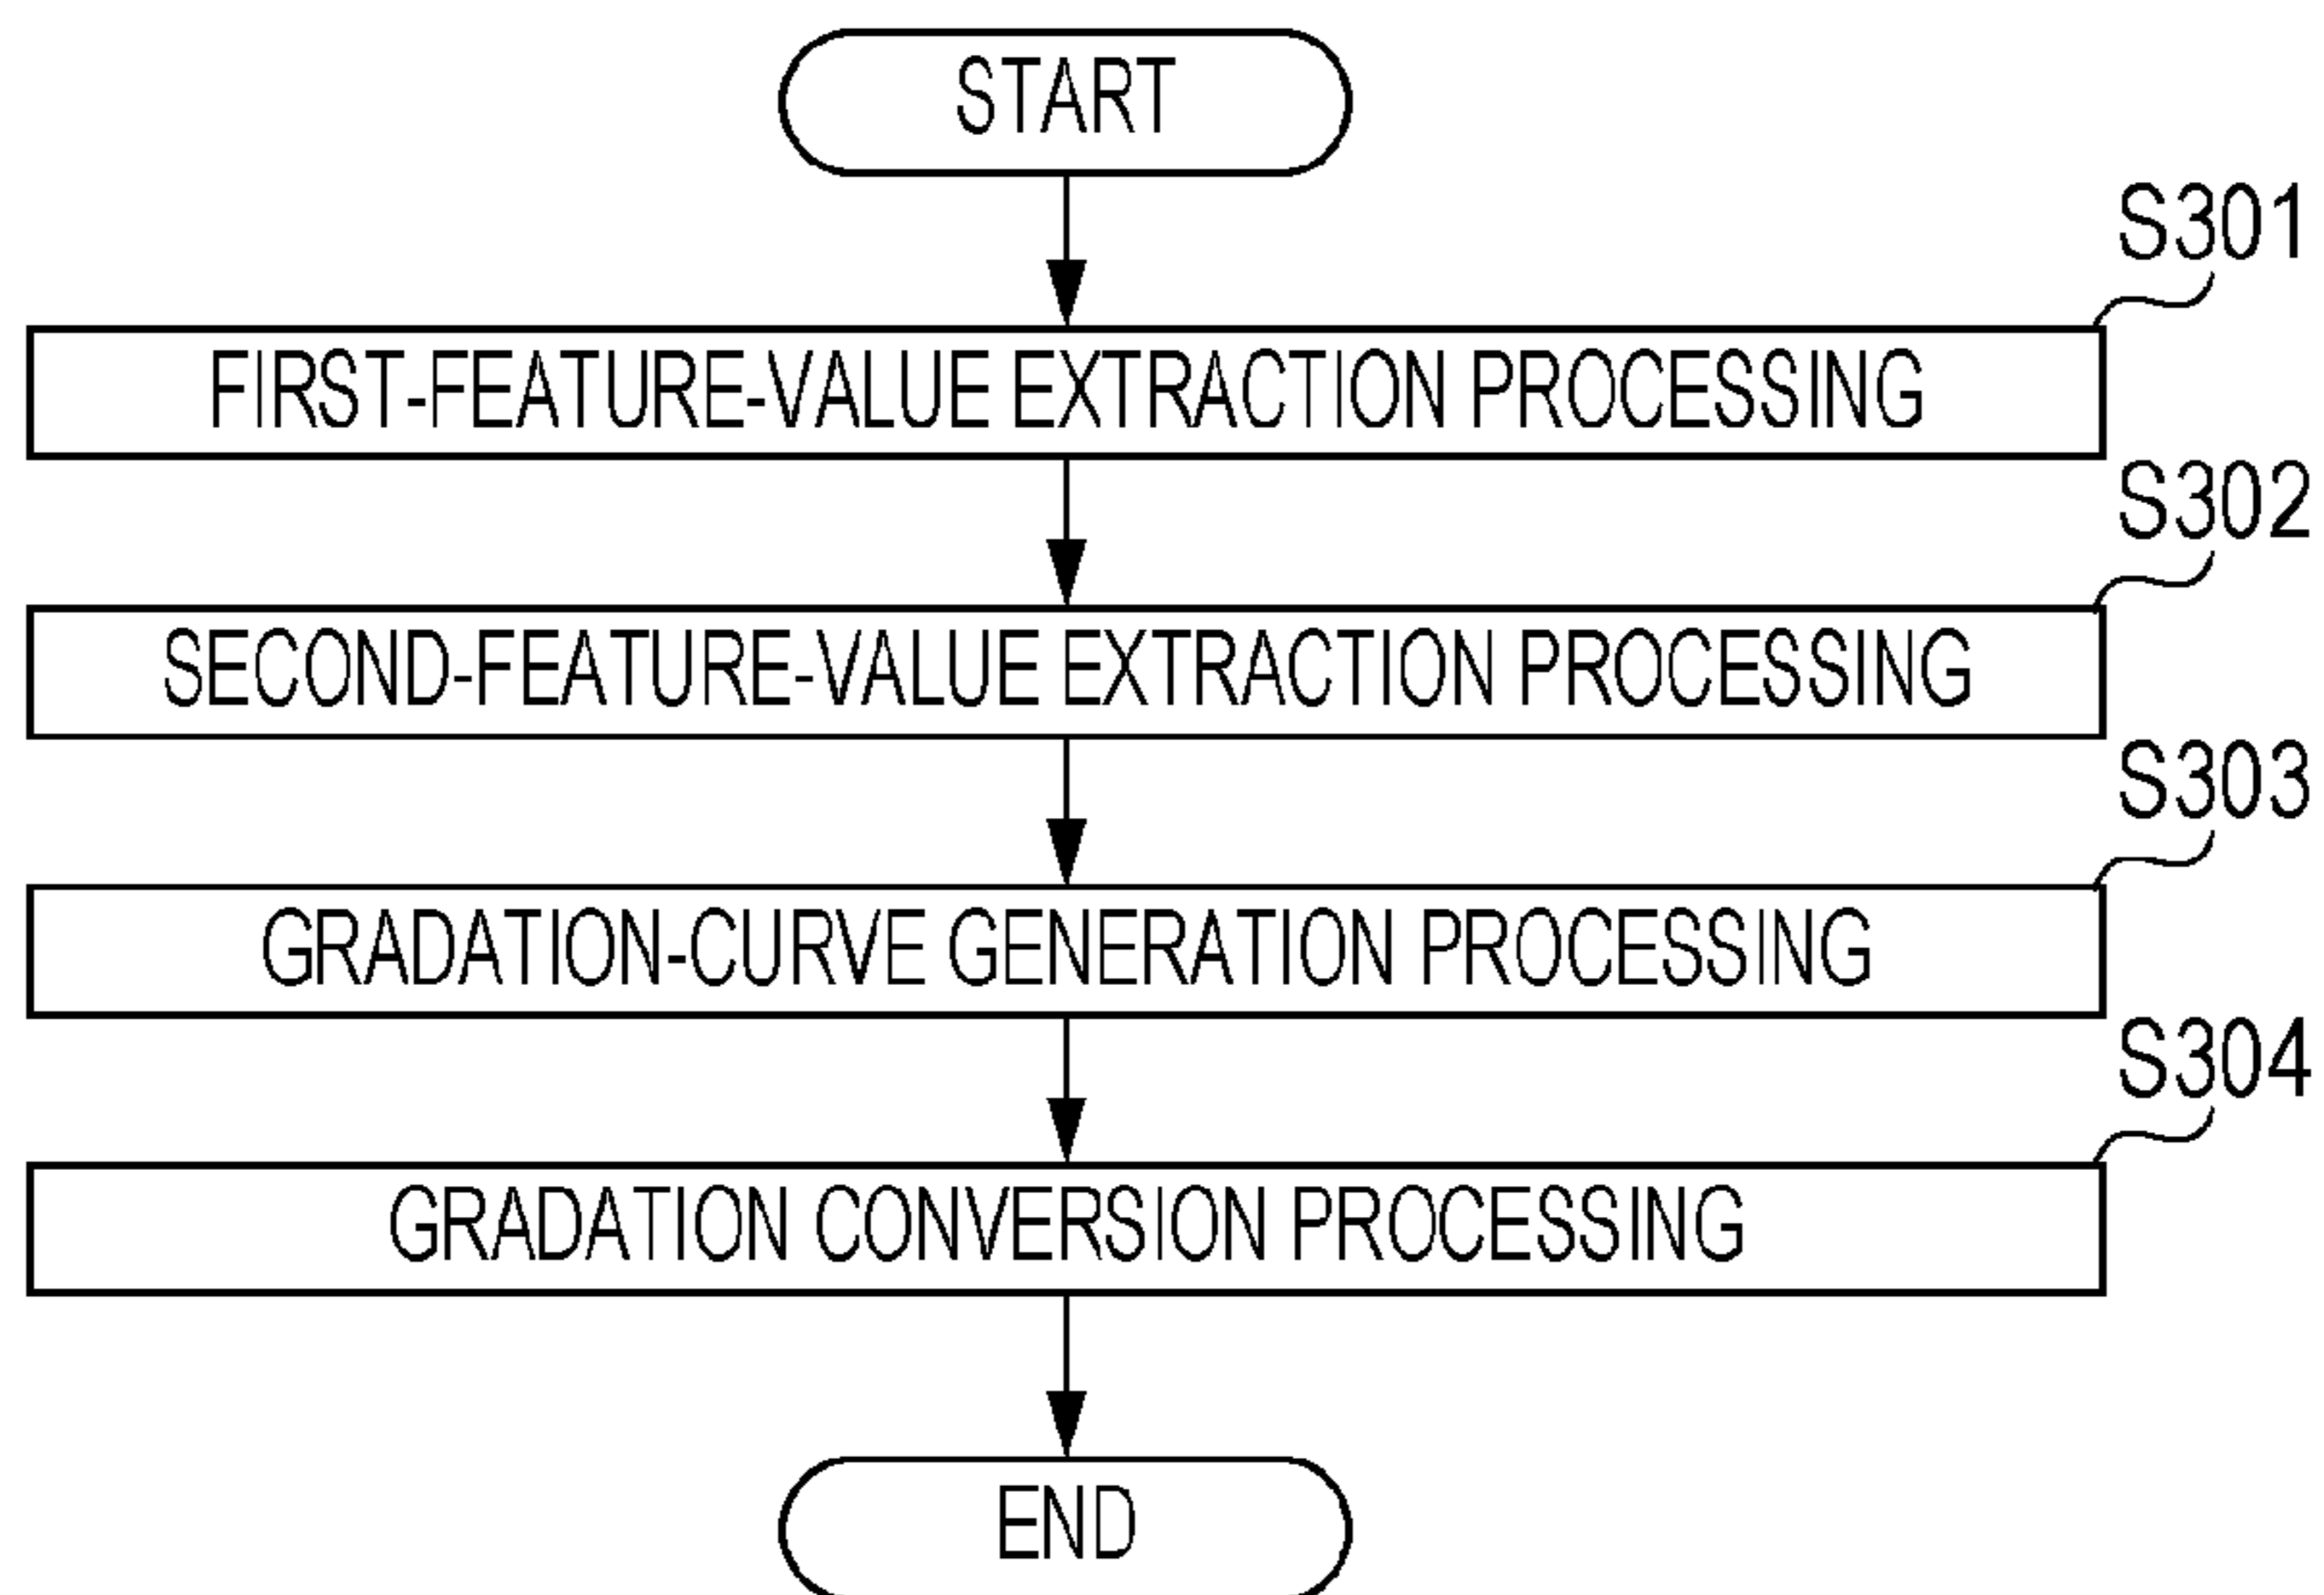 START
S301
FIRST-FEATURE-VALUE EXTRACTION PROCESSING
S302
SECOND-FEATURE-VALUE EXTRACTION PROCESSING
S303
GRADATION-CURVE GENERATION PROCESSING
S304
GRADATION CONVERSION PROCESSING
END